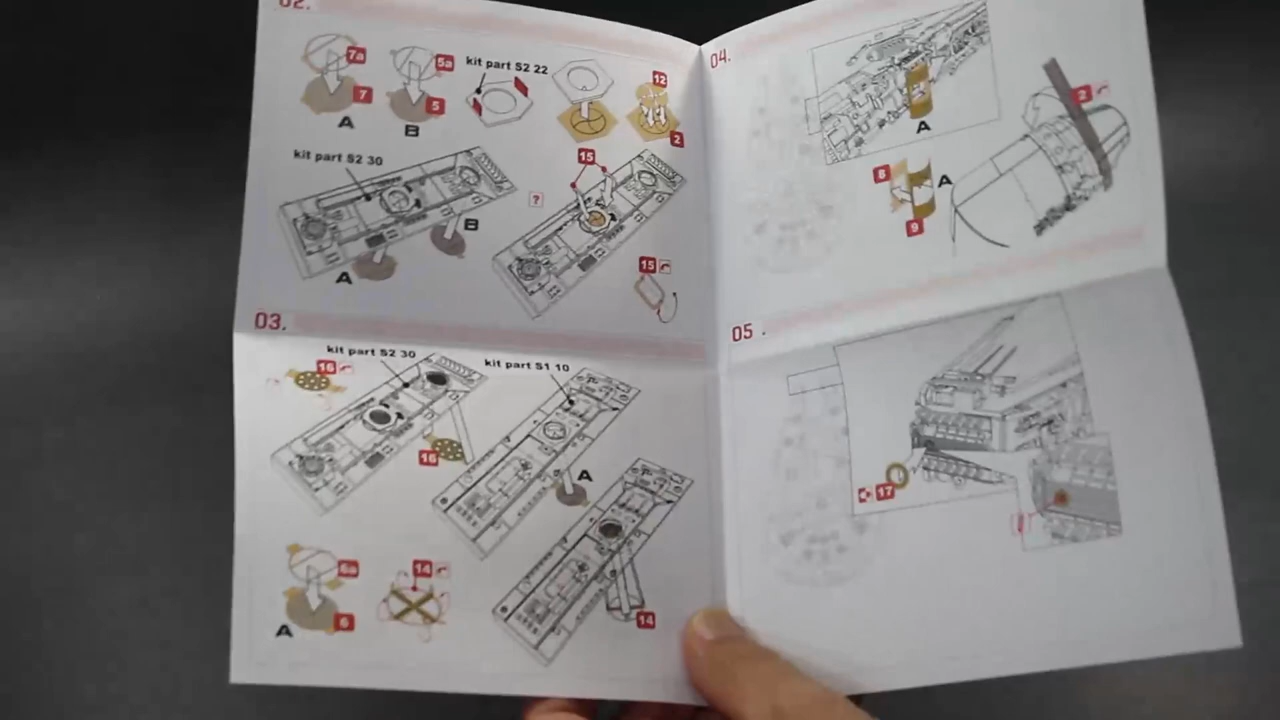 02.
7a
7
A
5a
5
B
kit part S2 22
12
2
kit part S2 30
A
B
15
?
15
03.
kit part S2 30
16
16
kit part S1 10
A
6a
6
A
14
14
04.
A
2
8
A
9
05.
17